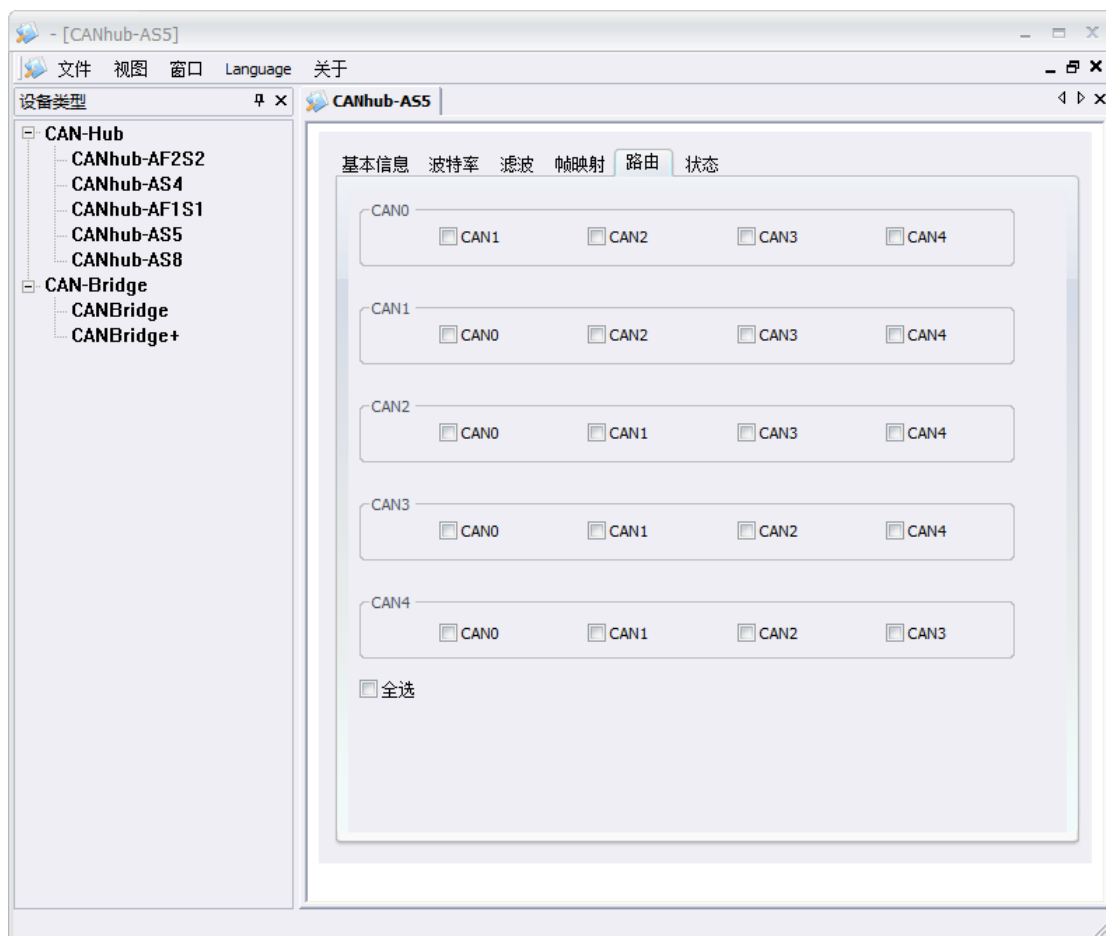 - [CANhub-AS5]
文件 视图 窗口 Language 关于
设备类型
CANhub-AS5
CAN-Hub
CANhub-AF2S2
CANhub-AS4
CANhub-AF1S1
CANhub-AS5
CANhub-AS8
CAN-Bridge
CANBridge
CANBridge+
基本信息 波特率 滤波 帧映射 路由 状态
CAN0
CAN1 CAN2 CAN3 CAN4
CAN1
CAN0 CAN2 CAN3 CAN4
CAN2
CAN0 CAN1 CAN3 CAN4
CAN3
CAN0 CAN1 CAN2 CAN4
CAN4
CAN0 CAN1 CAN2 CAN3
全选